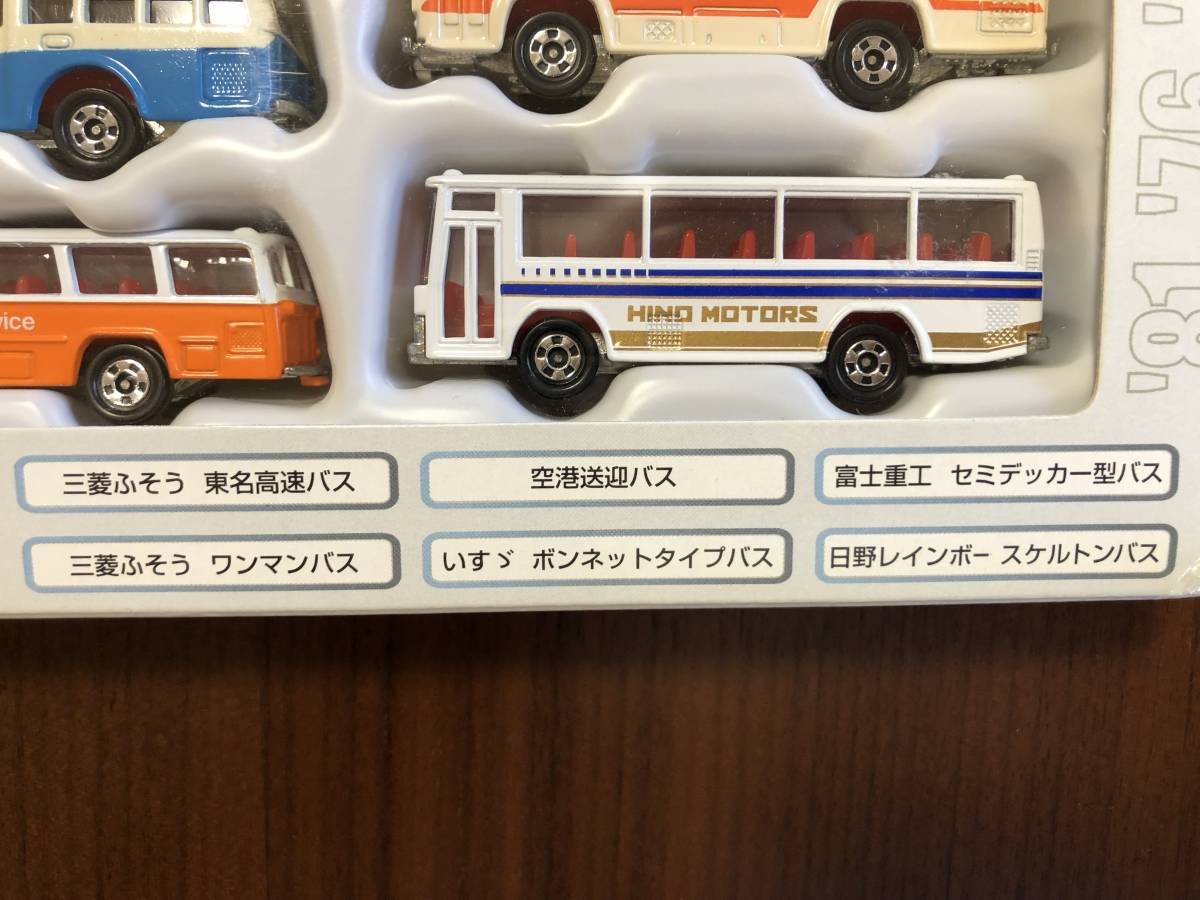 vice
HINO MOTORS
'81 '76
三菱ふそう 東名高速バス
空港送迎バス
富士重工 セミデッカー型バス
三菱ふそう ワンマンバス
いすゞ ボンネットタイプバス
日野レインボー スケルトンバス